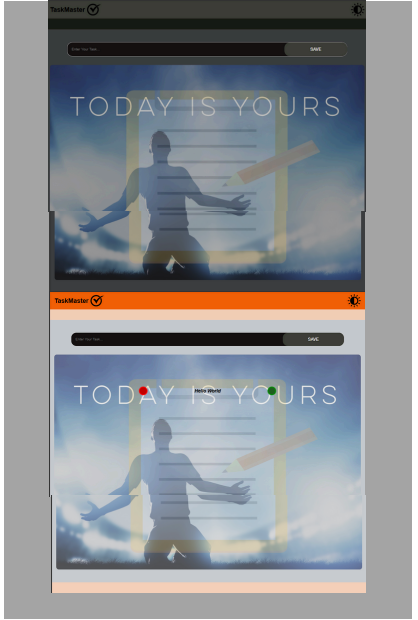 TaskMaster
Enter Your Task...
SAVE
TODAY IS YOURS
TaskMaster
Enter Your Task...
SAVE
TODAY IS YOURS
Hello World